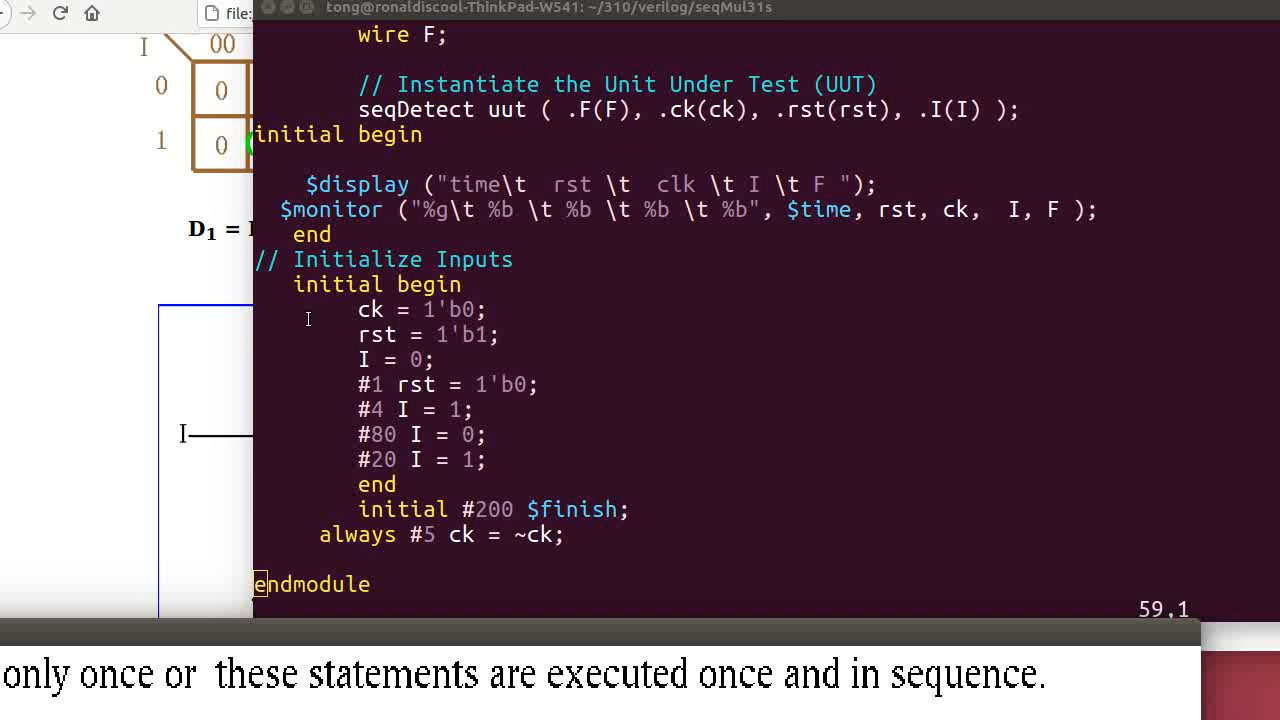 tong@ronaldiscool-ThinkPad-W541: ~/310/verilog/seqMul31s
file:
wire F;
I
00
// Instantiate the Unit Under Test (UUT)
0
0
seqDetect uut ( .F(F), .ck(ck), .rst(rst), .I(I) );
initial begin
1
0
$display ("time\t  rst \t  clk \t I \t F ");
$monitor ("%g\t %b \t %b \t %b \t %b", $time, rst, ck,  I, F );
D1 =
end
// Initialize Inputs
initial begin
ck = 1'b0;
rst = 1'b1;
I = 0;
#1 rst = 1'b0;
#4 I = 1;
I
#80 I = 0;
#20 I = 1;
end
initial #200 $finish;
always #5 ck = ~ck;
endmodule
59,1
only once or these statements are executed once and in sequence.